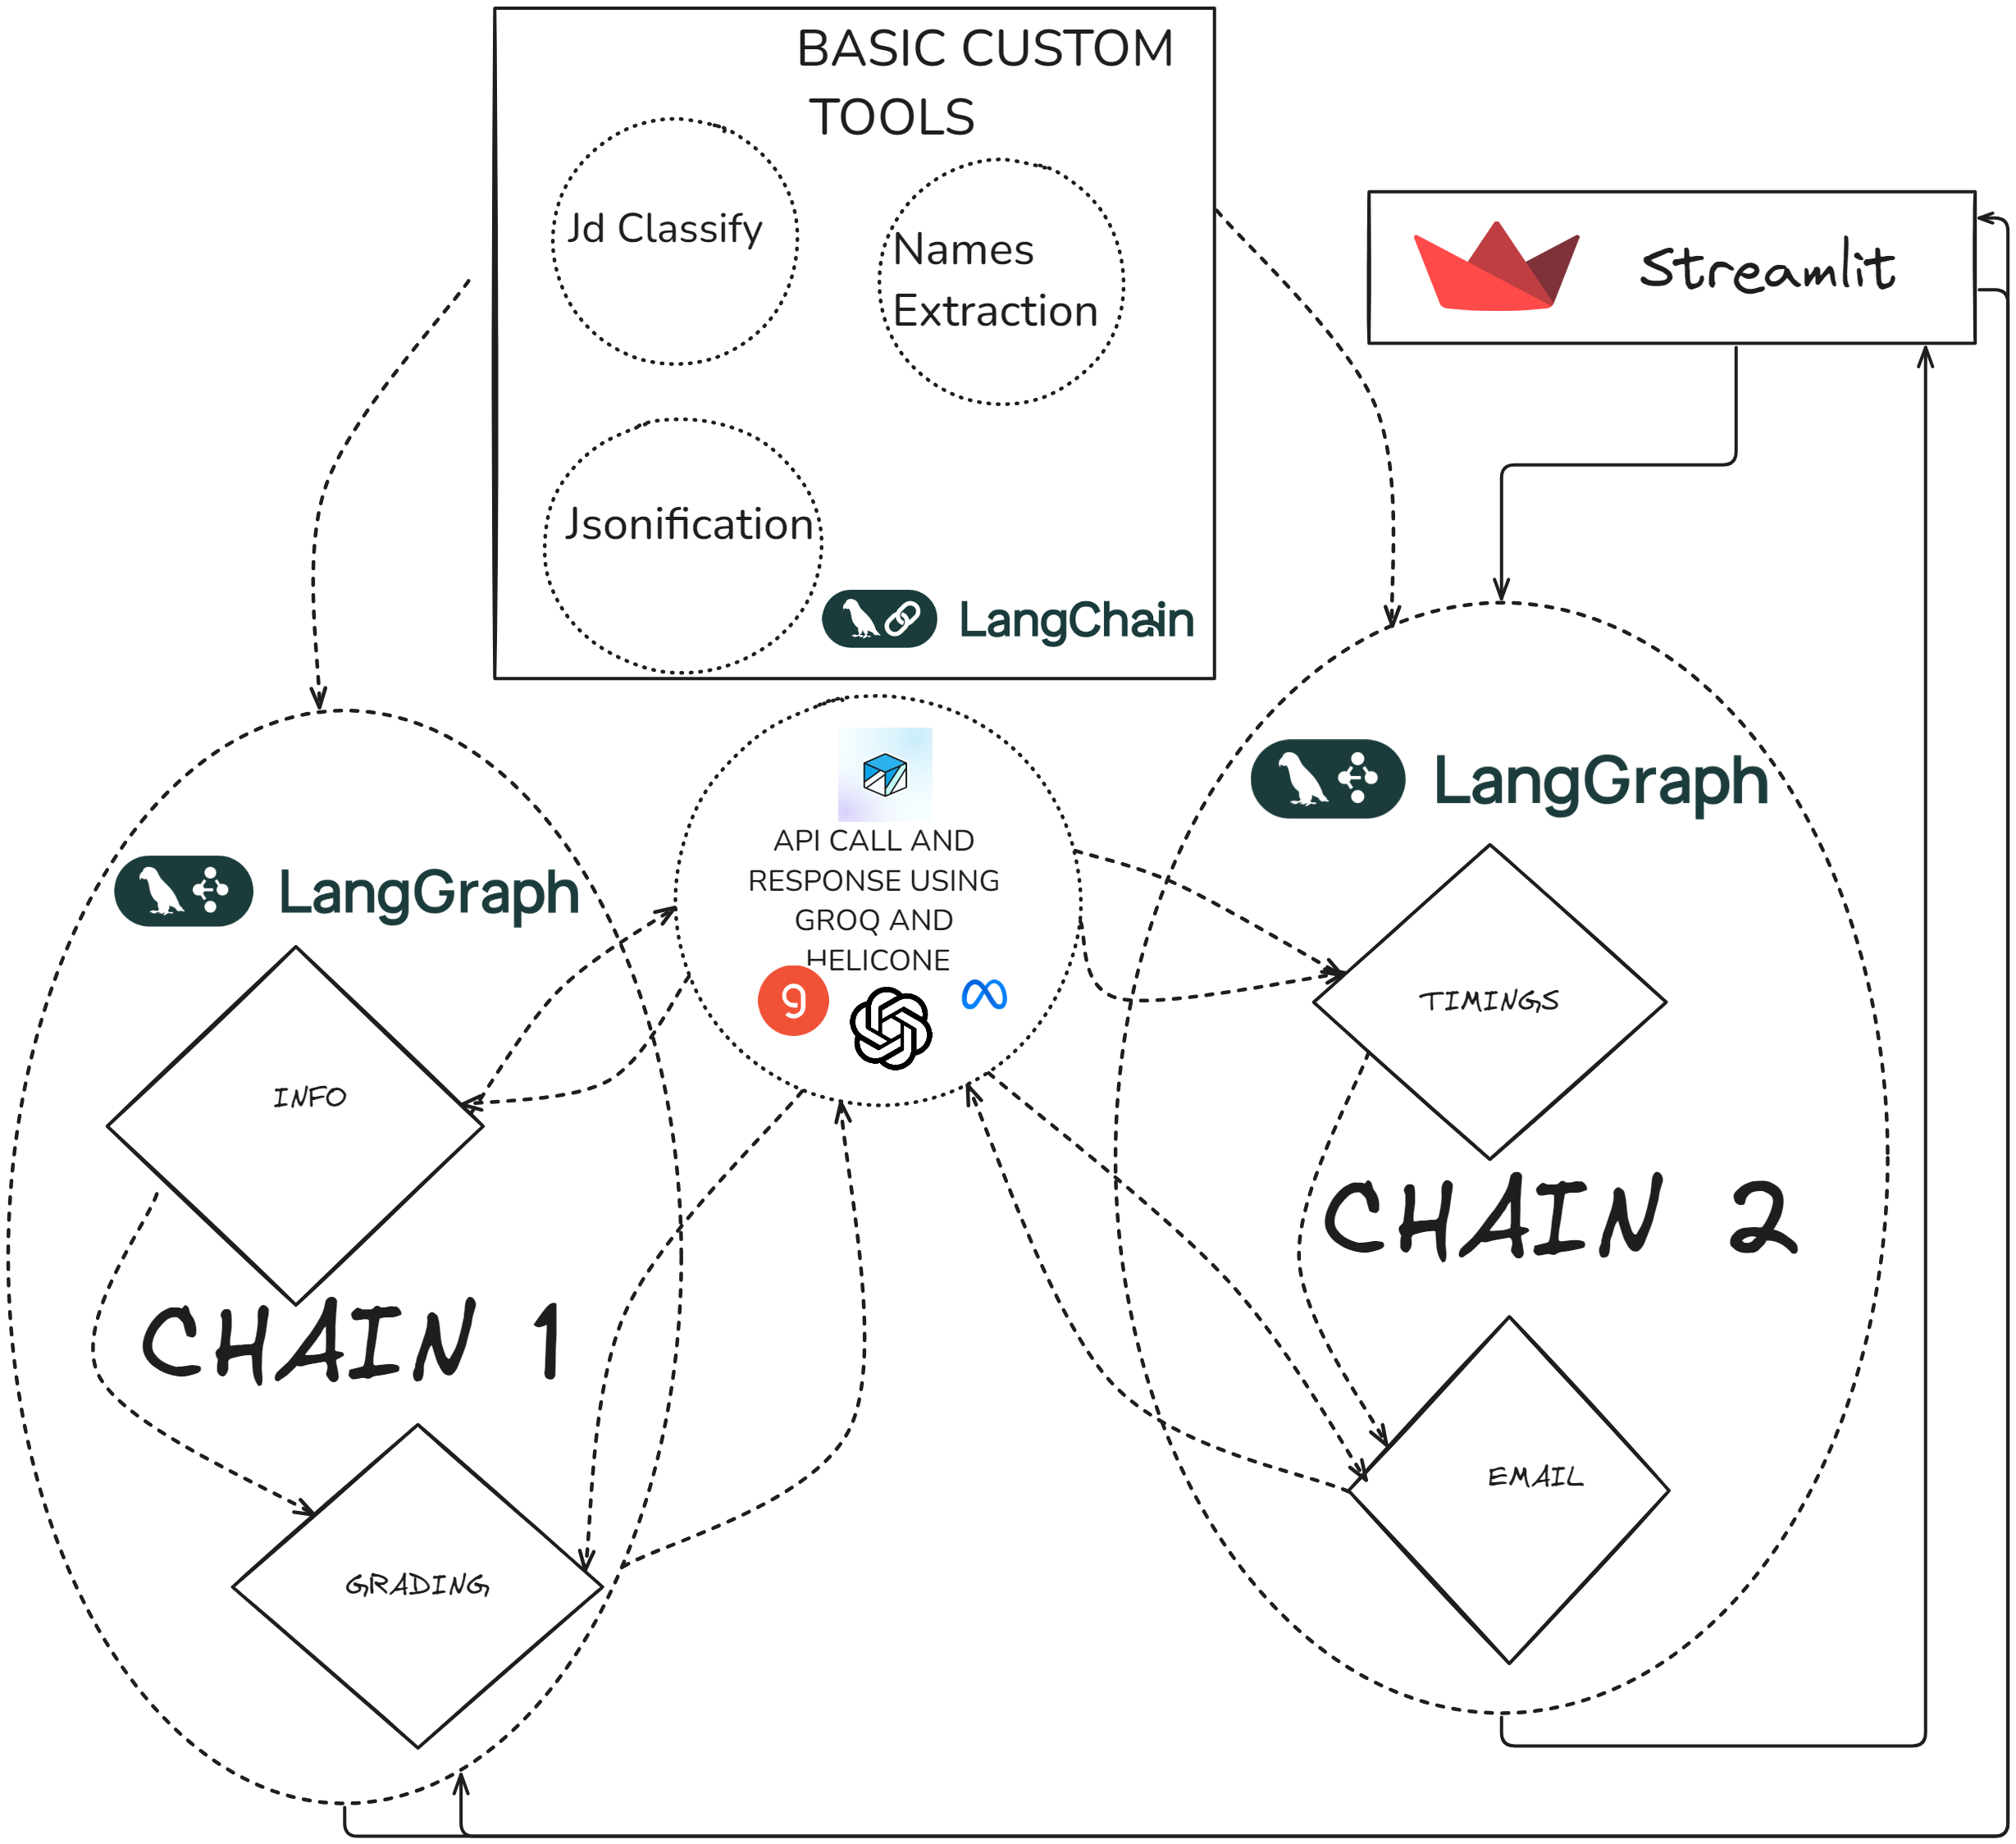 BASIC CUSTOM
TOOLS
Jd Classify
Names
Extraction
Jsonification
LangChain
Streamlit
API CALL AND
RESPONSE USING
GROQ AND
HELICONE
g
LangGraph
INFO
CHAIN 1
GRADING
LangGraph
TIMINGS
CHAIN 2
EMAIL